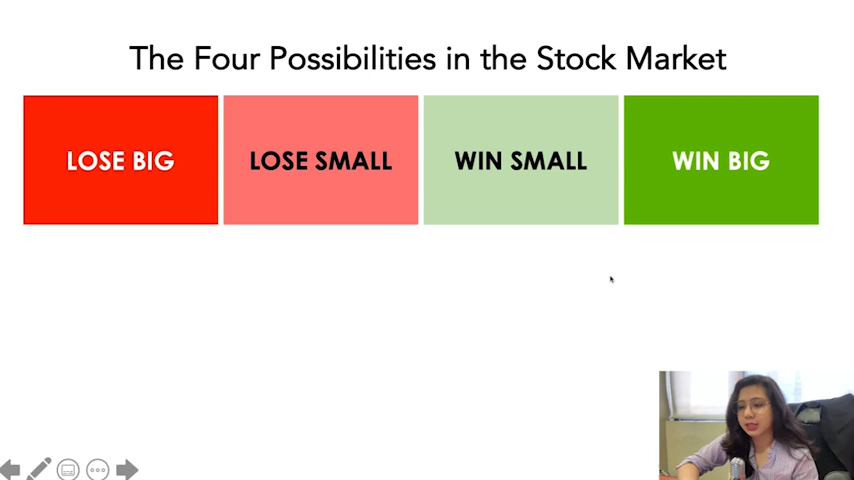 The Four Possibilities in the Stock Market
LOSE BIG
LOSE SMALL
WIN SMALL
WIN BIG